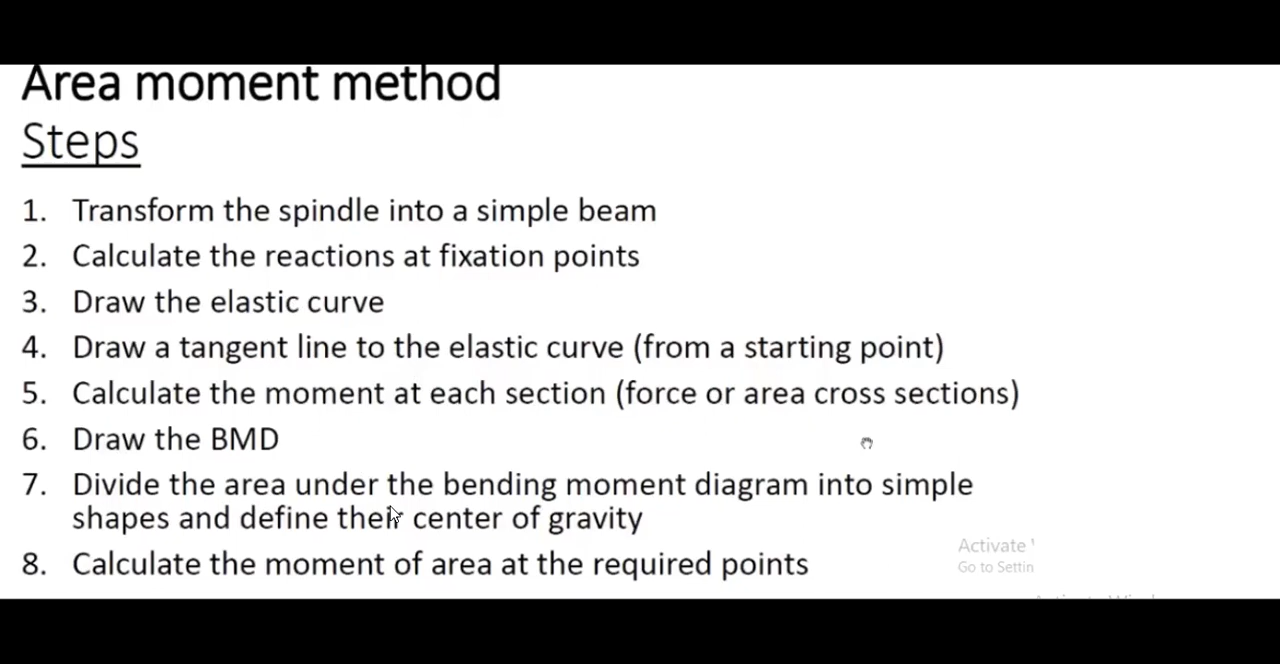 Area moment method
Steps
1. Transform the spindle into a simple beam
2. Calculate the reactions at fixation points
3. Draw the elastic curve
4. Draw a tangent line to the elastic curve (from a starting point)
5. Calculate the moment at each section (force or area cross sections)
6. Draw the BMD
7. Divide the area under the bending moment diagram into simple
shapes and define their center of gravity
8. Calculate the moment of area at the required points
Activate
Go to Settin